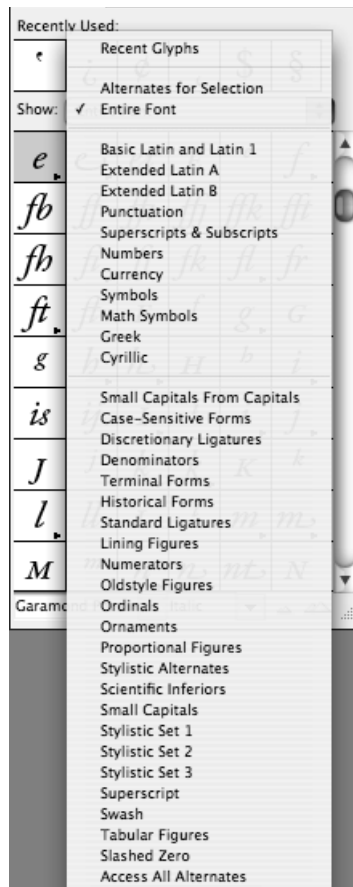 Recently Used:
Recent Glyphs
Alternates for Selection
Show: ✓ Entire Font
Basic Latin and Latin 1
Extended Latin A
Extended Latin B
Punctuation
Superscripts & Subscripts
Numbers
Currency
Symbols
Math Symbols
Greek
Cyrillic
Small Capitals From Capitals
Case-Sensitive Forms
Discretionary Ligatures
Denominators
Terminal Forms
Historical Forms
Standard Ligatures
Lining Figures
Numerators
Oldstyle Figures
Ordinals
Ornaments
Proportional Figures
Stylistic Alternates
Scientific Inferiors
Small Capitals
Stylistic Set 1
Stylistic Set 2
Stylistic Set 3
Superscript
Swash
Tabular Figures
Slashed Zero
Access All Alternates
e
fb
fh
ft
g
is
J
l
M